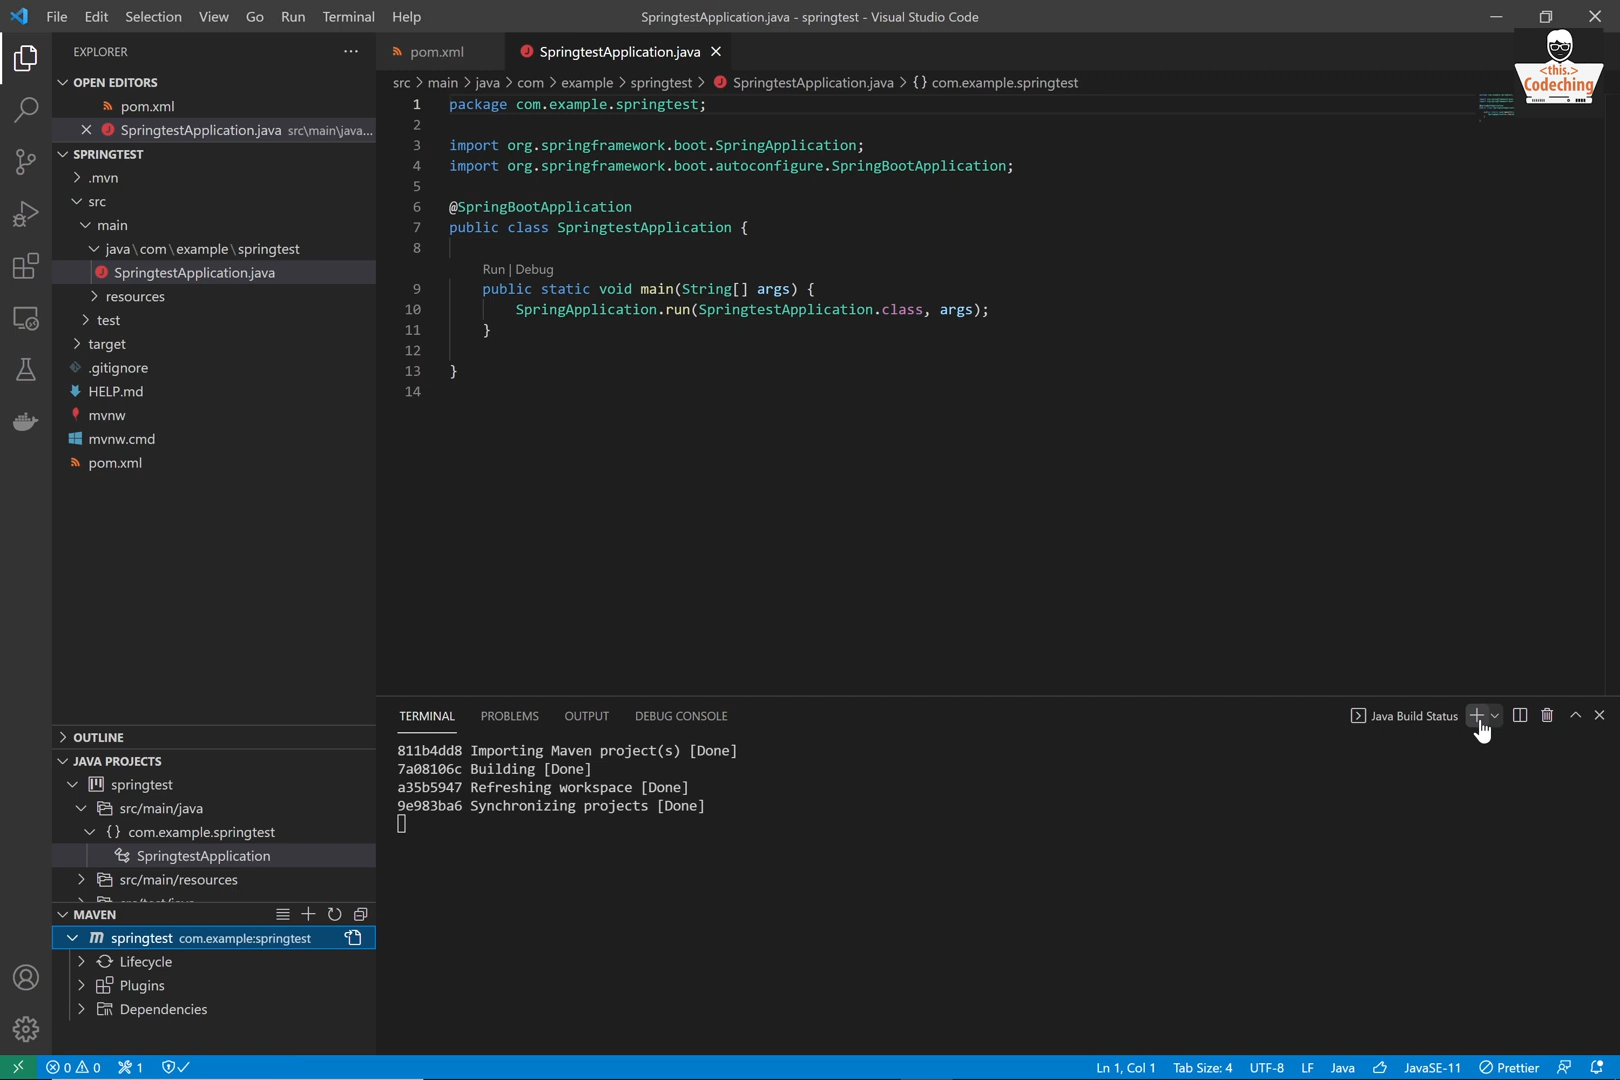 File Edit Selection View Go Run Terminal Help
SpringtestApplication.java - springtest - Visual Studio Code
<this.>
Codeching
EXPLORER
OPEN EDITORS
pom.xml
SpringtestApplication.java src\main\java...
SPRINGTEST
.mvn
src
main
java\com\example\springtest
SpringtestApplication.java
resources
test
target
.gitignore
HELP.md
mvnw
mvnw.cmd
pom.xml
OUTLINE
JAVA PROJECTS
springtest
src/main/java
{} com.example.springtest
SpringtestApplication
src/main/resources
MAVEN
springtest com.example:springtest
Lifecycle
Plugins
Dependencies
pom.xml
SpringtestApplication.java
src > main > java > com > example > springtest > SpringtestApplication.java > {} com.example.springtest
1 package com.example.springtest;
2
3 import org.springframework.boot.SpringApplication;
4 import org.springframework.boot.autoconfigure.SpringBootApplication;
5
6 @SpringBootApplication
7 public class SpringtestApplication {
8
Run | Debug
9 public static void main(String[] args) {
10 SpringApplication.run(SpringtestApplication.class, args);
11 }
12
13 }
14
TERMINAL PROBLEMS OUTPUT DEBUG CONSOLE
Java Build Status
811b4dd8 Importing Maven project(s) [Done]
7a08106c Building [Done]
a35b5947 Refreshing workspace [Done]
9e983ba6 Synchronizing projects [Done]
0 0 1
Ln 1, Col 1 Tab Size: 4 UTF-8 LF Java JavaSE-11 Prettier